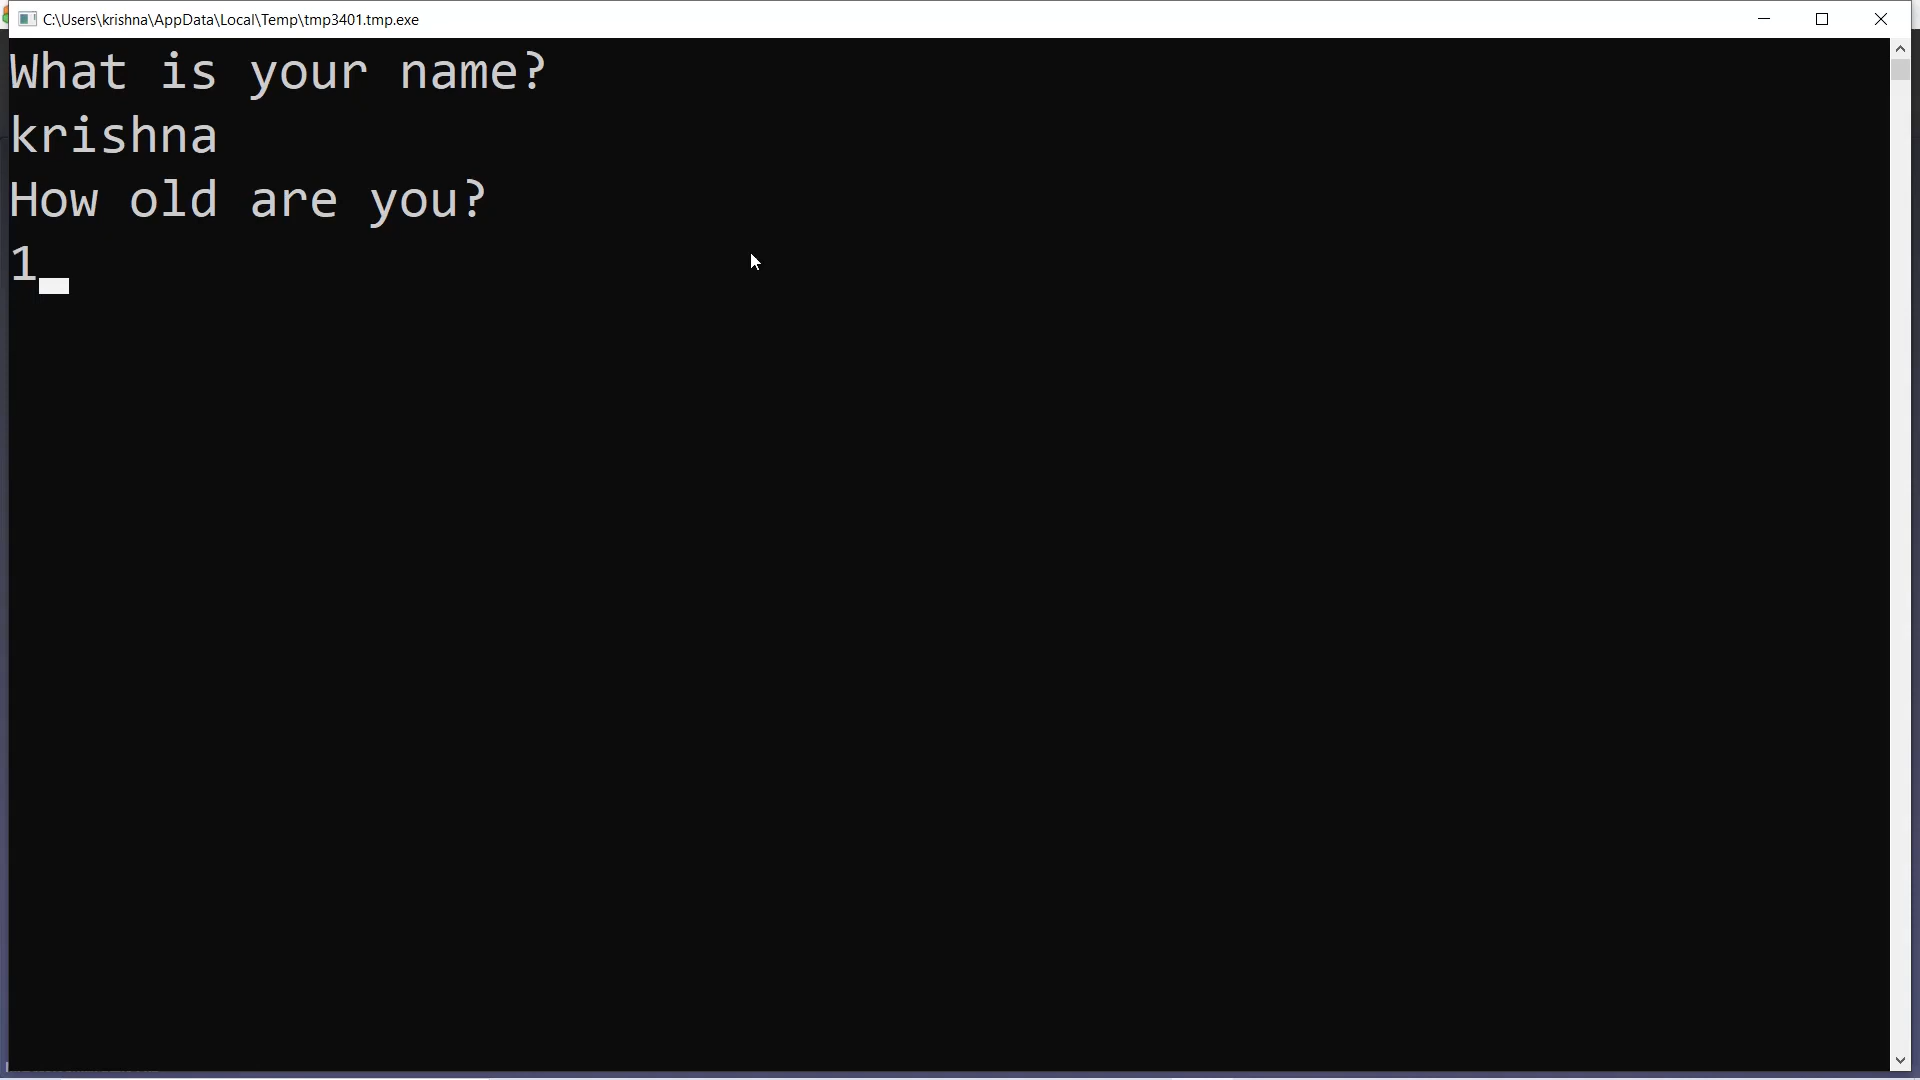 C:\Users\krishna\AppData\Local\Temp\tmp3401.tmp.exe
What is your name?
krishna
How old are you?
1